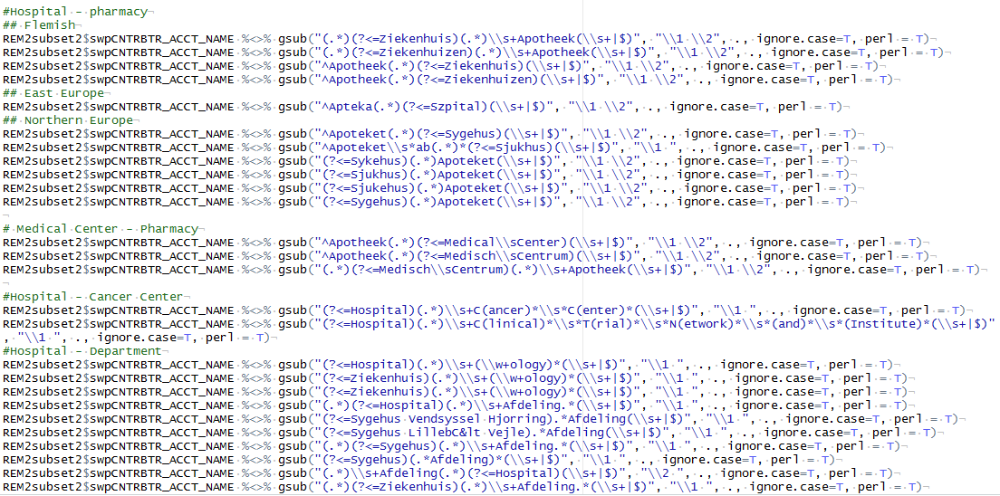 #Hospital - pharmacy
## Flemish
REM2subset2$swpCNTRBTR_ACCT_NAME %<>% gsub("(.*)(?<=Ziekenhuis)(.*)\\s+Apotheek(\\s+|$)", "\\1 \\2", ., ignore.case=T, perl = T)
REM2subset2$swpCNTRBTR_ACCT_NAME %<>% gsub("(.*)(?<=Ziekenhuizen)(.*)\\s+Apotheek(\\s+|$)", "\\1 \\2", ., ignore.case=T, perl = T)
REM2subset2$swpCNTRBTR_ACCT_NAME %<>% gsub("^Apotheek(.*)(?<=Ziekenhuis)(\\s+|$)", "\\1 \\2", ., ignore.case=T, perl = T)
REM2subset2$swpCNTRBTR_ACCT_NAME %<>% gsub("^Apotheek(.*)(?<=Ziekenhuizen)(\\s+|$)", "\\1 \\2", ., ignore.case=T, perl = T)
## East Europe
REM2subset2$swpCNTRBTR_ACCT_NAME %<>% gsub("^Apteka(.*)(?<=Szpital)(\\s+|$)", "\\1 \\2", ., ignore.case=T, perl = T)
## Northern Europe
REM2subset2$swpCNTRBTR_ACCT_NAME %<>% gsub("^Apoteket(.*)(?<=Sygehus)(\\s+|$)", "\\1 \\2", ., ignore.case=T, perl = T)
REM2subset2$swpCNTRBTR_ACCT_NAME %<>% gsub("^Apoteket\\s*ab(.*)*(?<=Sjukhus)(\\s+|$)", "\\1 ", ., ignore.case=T, perl = T)
REM2subset2$swpCNTRBTR_ACCT_NAME %<>% gsub("(?<=Sykehus)(.*)Apoteket(\\s+|$)", "\\1 \\2", ., ignore.case=T, perl = T)
REM2subset2$swpCNTRBTR_ACCT_NAME %<>% gsub("(?<=Sjukhus)(.*)Apoteket(\\s+|$)", "\\1 \\2", ., ignore.case=T, perl = T)
REM2subset2$swpCNTRBTR_ACCT_NAME %<>% gsub("(?<=Sjukehus)(.*)Apoteket(\\s+|$)", "\\1 \\2", ., ignore.case=T, perl = T)
REM2subset2$swpCNTRBTR_ACCT_NAME %<>% gsub("(?<=Sygehus)(.*)Apoteket(\\s+|$)", "\\1 \\2", ., ignore.case=T, perl = T)
# Medical Center - Pharmacy
REM2subset2$swpCNTRBTR_ACCT_NAME %<>% gsub("^Apotheek(.*)(?<=Medical\\sCenter)(\\s+|$)", "\\1 \\2", ., ignore.case=T, perl = T)
REM2subset2$swpCNTRBTR_ACCT_NAME %<>% gsub("^Apotheek(.*)(?<=Medisch\\sCentrum)(\\s+|$)", "\\1 \\2", ., ignore.case=T, perl = T)
REM2subset2$swpCNTRBTR_ACCT_NAME %<>% gsub("(.*)(?<=Medisch\\sCentrum)(.*)\\s+Apotheek(\\s+|$)", "\\1 \\2", ., ignore.case=T, perl = T)
#Hospital - Cancer Center
REM2subset2$swpCNTRBTR_ACCT_NAME %<>% gsub("(?<=Hospital)(.*)\\s+C(ancer)*\\s*C(enter)*(\\s+|$)", "\\1 ", ., ignore.case=T, perl = T)
REM2subset2$swpCNTRBTR_ACCT_NAME %<>% gsub("(?<=Hospital)(.*)\\s+C(linical)*\\s*T(rial)*\\s*N(etwork)*\\s*(and)*\\s*(Institute)*(\\s+|$)"
, "\\1 ", ., ignore.case=T, perl = T)
#Hospital - Department
REM2subset2$swpCNTRBTR_ACCT_NAME %<>% gsub("(?<=Hospital)(.*)\\s+(\\w+ology)*(\\s+|$)", "\\1 ", ., ignore.case=T, perl = T)
REM2subset2$swpCNTRBTR_ACCT_NAME %<>% gsub("(?<=Ziekenhuis)(.*)\\s+(\\w+ology)*(\\s+|$)", "\\1 ", ., ignore.case=T, perl = T)
REM2subset2$swpCNTRBTR_ACCT_NAME %<>% gsub("(?<=Ziekenhuis)(.*)\\s+(\\w+ology)*(\\s+|$)", "\\1 ", ., ignore.case=T, perl = T)
REM2subset2$swpCNTRBTR_ACCT_NAME %<>% gsub("(.*)(?<=Hospital)(.*)\\s+Afdeling.*(\\s+|$)", "\\1 ", ., ignore.case=T, perl = T)
REM2subset2$swpCNTRBTR_ACCT_NAME %<>% gsub("(?<=Sygehus Vendsyssel Hjorring).*Afdeling(\\s+|$)", "\\1 ", ., ignore.case=T, perl = T)
REM2subset2$swpCNTRBTR_ACCT_NAME %<>% gsub("(?<=Sygehus Lillebc&lt Vejle).*Afdeling(\\s+|$)", "\\1 ", ., ignore.case=T, perl = T)
REM2subset2$swpCNTRBTR_ACCT_NAME %<>% gsub("(.*)(?<=Sygehus)(.*)\\s+Afdeling.*(\\s+|$)", "\\1 ", ., ignore.case=T, perl = T)
REM2subset2$swpCNTRBTR_ACCT_NAME %<>% gsub("(?<=Sygehus)(.*Afdeling)*(\\s+|$)", "\\1 ", ., ignore.case=T, perl = T)
REM2subset2$swpCNTRBTR_ACCT_NAME %<>% gsub("(.*)\\s+Afdeling(.*)(?<=Hospital)(\\s+|$)", "\\2 ", ., ignore.case=T, perl = T)
REM2subset2$swpCNTRBTR_ACCT_NAME %<>% gsub("(.*)(?<=Ziekenhuis)(.*)\\s+Afdeling.*(\\s+|$)", "\\1 ", ., ignore.case=T, perl = T)